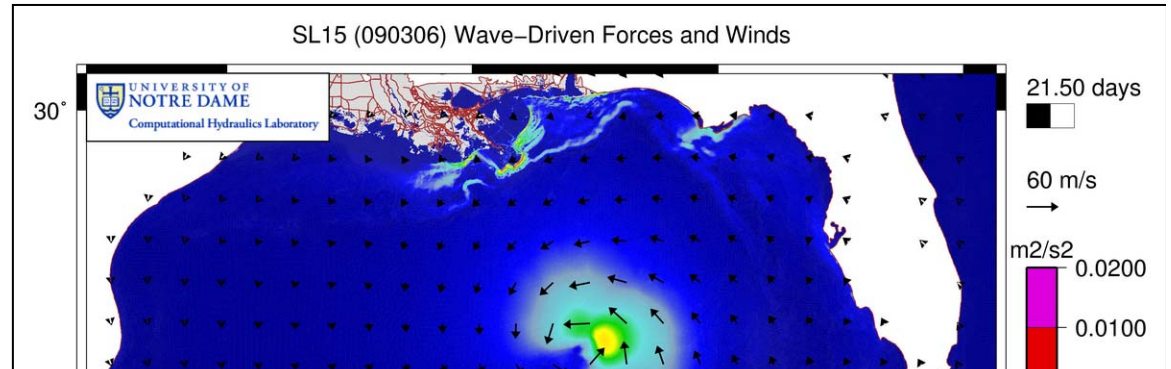 SL15 (090306) Wave−Driven Forces and Winds
UNIVERSITY OF
NOTRE DAME
Computational Hydraulics Laboratory
30°
21.50 days
60 m/s
m2/s2
0.0200
0.0100